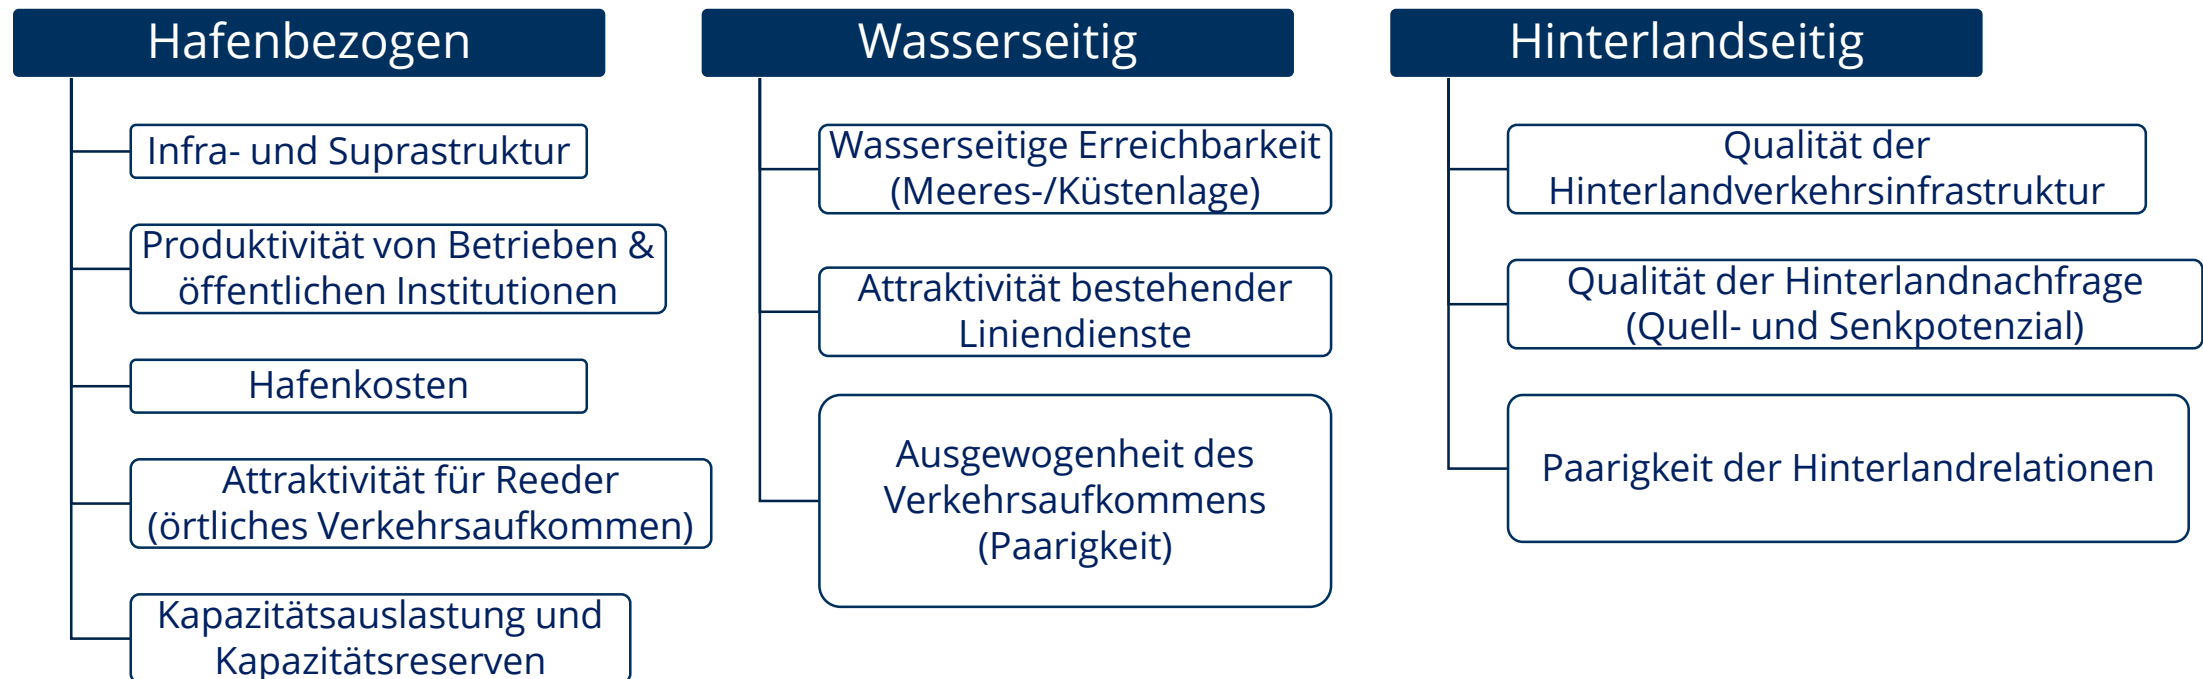 Hafenbezogen
Infra- und Suprastruktur
Produktivität von Betrieben &
öffentlichen Institutionen
Hafenkosten
Attraktivität für Reeder
(örtliches Verkehrsaufkommen)
Kapazitätsauslastung und
Kapazitätsreserven
Wasserseitig
Wasserseitige Erreichbarkeit
(Meeres-/Küstenlage)
Attraktivität bestehender
Liniendienste
Ausgewogenheit des
Verkehrsaufkommens
(Paarigkeit)
Hinterlandseitig
Qualität der
Hinterlandverkehrsinfrastruktur
Qualität der Hinterlandnachfrage
(Quell- und Senkpotenzial)
Paarigkeit der Hinterlandrelationen